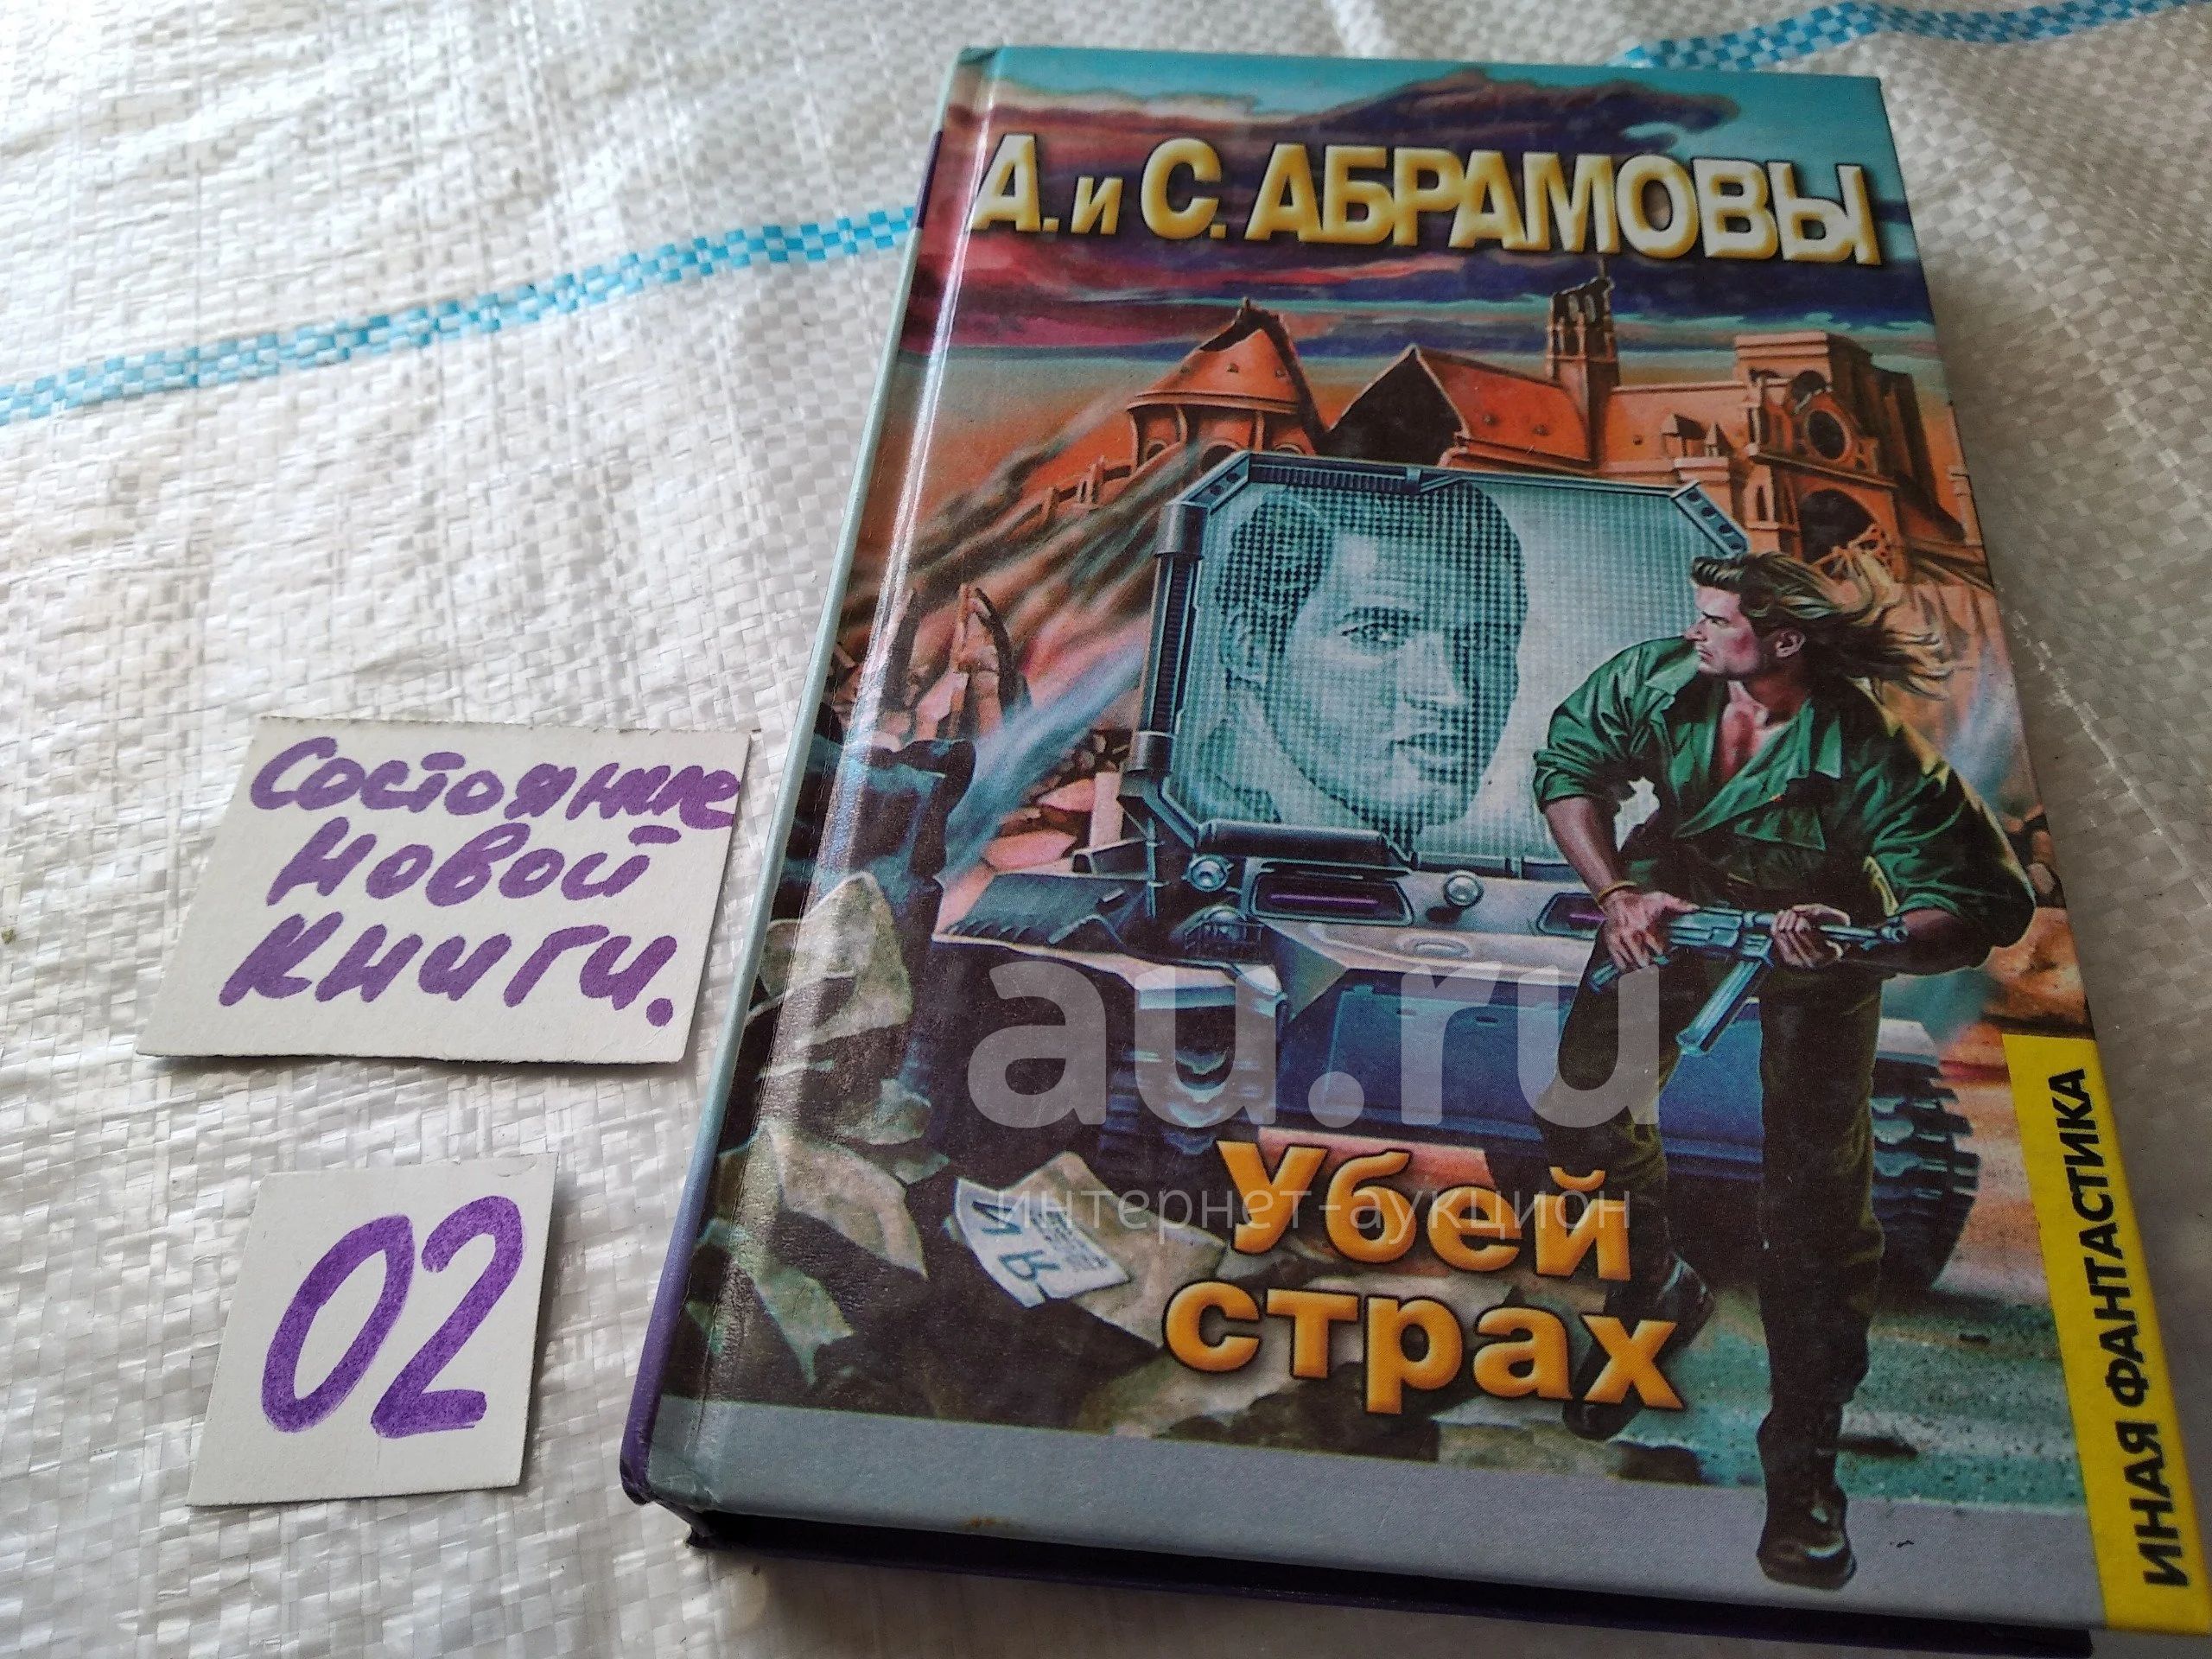 А. и С. АБРАМОВЫ
Состояние
новой
книги.
02
au.ru
интернет-аукцион
Убей
страх
ИНАЯ ФАНТАСТИКА